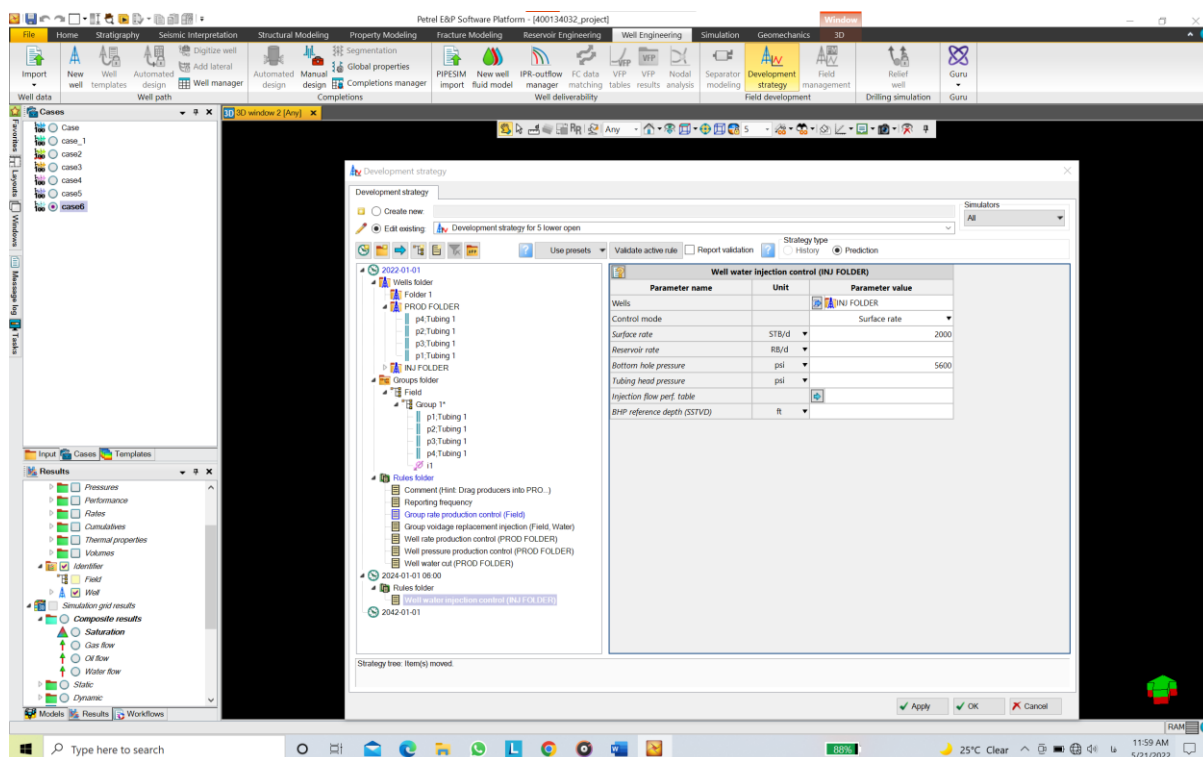 Petrel E&P Software Platform - [400134032_project]
Window
File Home Stratigraphy Seismic Interpretation Structural Modeling Property Modeling Fracture Modeling Reservoir Engineering Well Engineering Simulation Geomechanics 3D
Import
New well
Well templates
Automated design
Digitize well
Add lateral
Well manager
Automated design
Manual design
Segmentation
Global properties
Completions manager
PIPESIM import
New well fluid model
IPR-outflow manager
FC data matching
VFP tables
VFP results
Nodal analysis
Separator modeling
Development strategy
Field management
Relief well
Guru
Well data Well path Completions Well deliverability Field development Drilling simulation Guru
Favorites
Layouts
Windows
Message log
Tasks
Cases
Case
case_1
case2
case3
case4
case5
case6
Input Cases Templates
Results
Pressures
Performance
Rates
Cumulatives
Thermal properties
Volumes
Identifier
Field
Well
Simulation grid results
Composite results
Saturation
Gas flow
Oil flow
Water flow
Static
Dynamic
Models Results Workflows
3D 3D window 2 [Any]
Any
5
Development strategy
Development strategy
Create new:
Edit existing: Development strategy for 5 lower open
Simulators
All
Use presets Validate active rule Report validation
Strategy type
History Prediction
2022-01-01
Wells folder
Folder 1
PROD FOLDER
p4;Tubing 1
p2;Tubing 1
p3;Tubing 1
p1;Tubing 1
INJ FOLDER
Groups folder
Field
Group 1*
p1;Tubing 1
p2;Tubing 1
p3;Tubing 1
p4;Tubing 1
i1
Rules folder
Comment (Hint: Drag producers into PRO...)
Reporting frequency
Group rate production control (Field)
Group voidage replacement injection (Field, Water)
Well rate production control (PROD FOLDER)
Well pressure production control (PROD FOLDER)
Well water cut (PROD FOLDER)
2024-01-01 06:00
Rules folder
Well water injection control (INJ FOLDER)
2042-01-01
Well water injection control (INJ FOLDER)
Parameter name Unit Parameter value
Wells INJ FOLDER
Control mode Surface rate
Surface rate STB/d 2000
Reservoir rate RB/d
Bottom hole pressure psi 5600
Tubing head pressure psi
Injection flow perf. table
BHP reference depth (SSTVD) ft
Strategy tree: Item(s) moved.
Apply OK Cancel
RAM
Type here to search
88%
25°C Clear
11:59 AM
5/21/2022